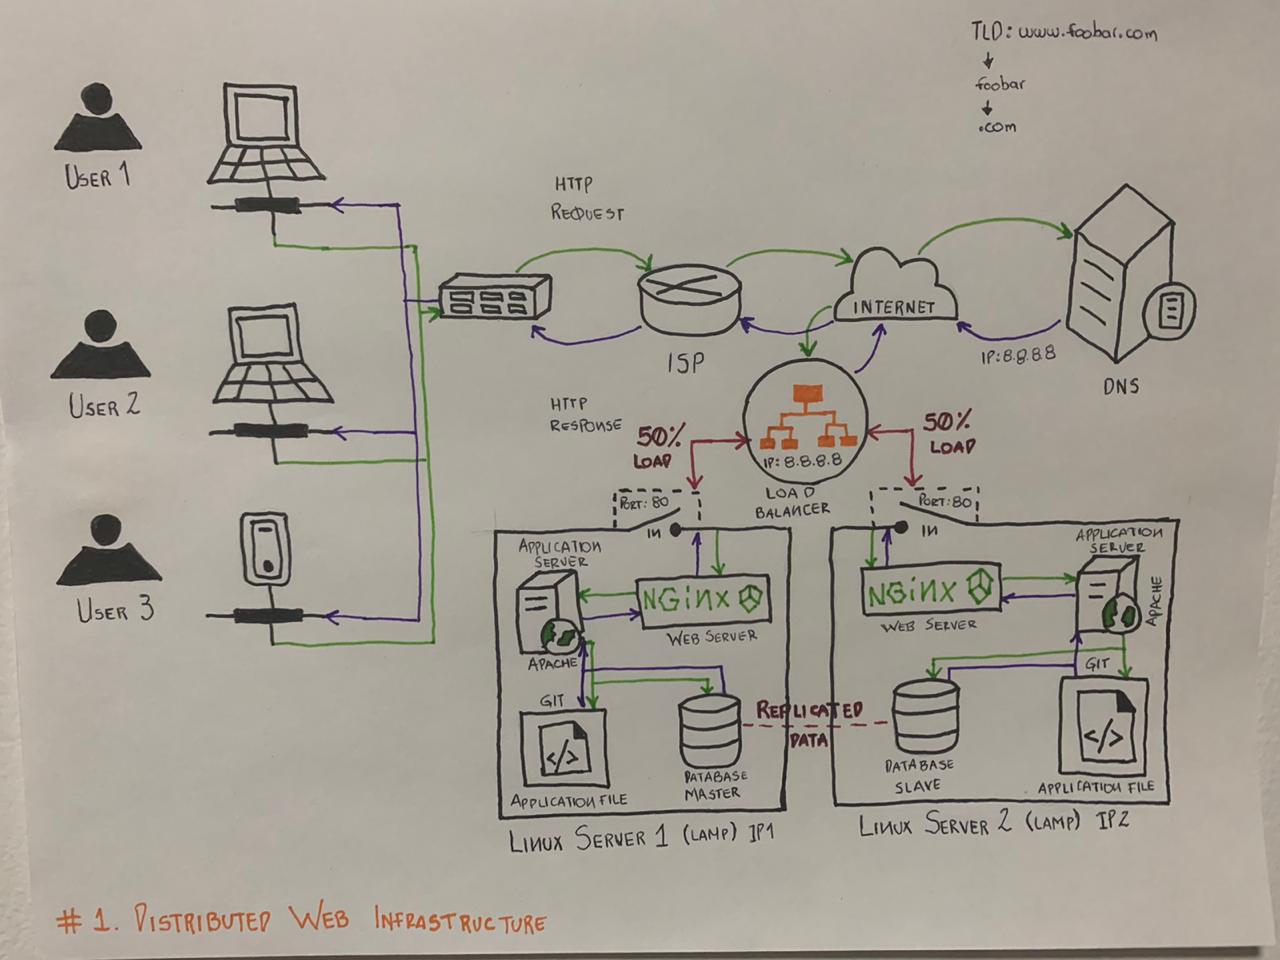 TLD: www.foobar.com
foobar
.com
USER 1
HTTP
REQUEST
INTERNET
USER 2
ISP
IP:8.8.8.8
DNS
HTTP
RESPONSE
50%
LOAD
50%
LOAD
IP: 8.8.8.8
LOAD
BALANCER
PORT: 80
IN
PORT: 80
IN
USER 3
APPLICATION
SERVER
NGiNX
WEB SERVER
APACHE
GIT
APPLICATION FILE
DATABASE
MASTER
REPLICATED
DATA
APPLICATION
SERVER
NGiNX
WEB SERVER
APACHE
GIT
DATABASE
SLAVE
APPLICATION FILE
LINUX SERVER 1 (LAMP) IP1
LINUX SERVER 2 (LAMP) IP2
# 1. DISTRIBUTED WEB INFRASTRUCTURE